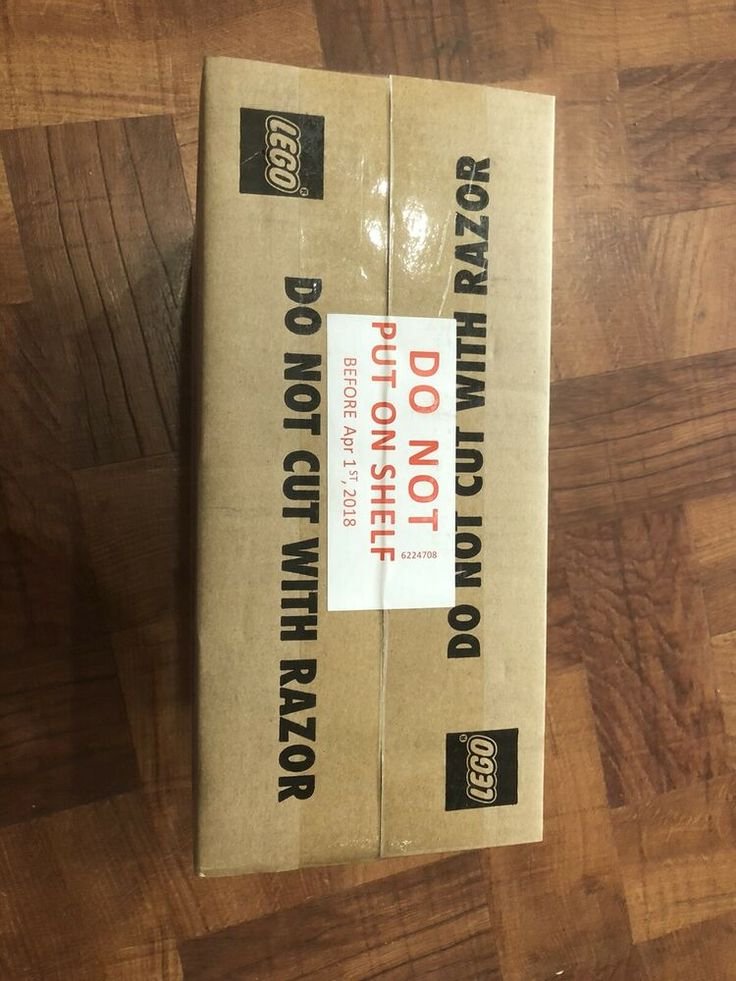 LEGO®
DO NOT CUT WITH RAZOR
DO NOT
PUT ON SHELF
BEFORE Apr 1ST, 2018
6224708
DO NOT CUT WITH RAZOR
LEGO®